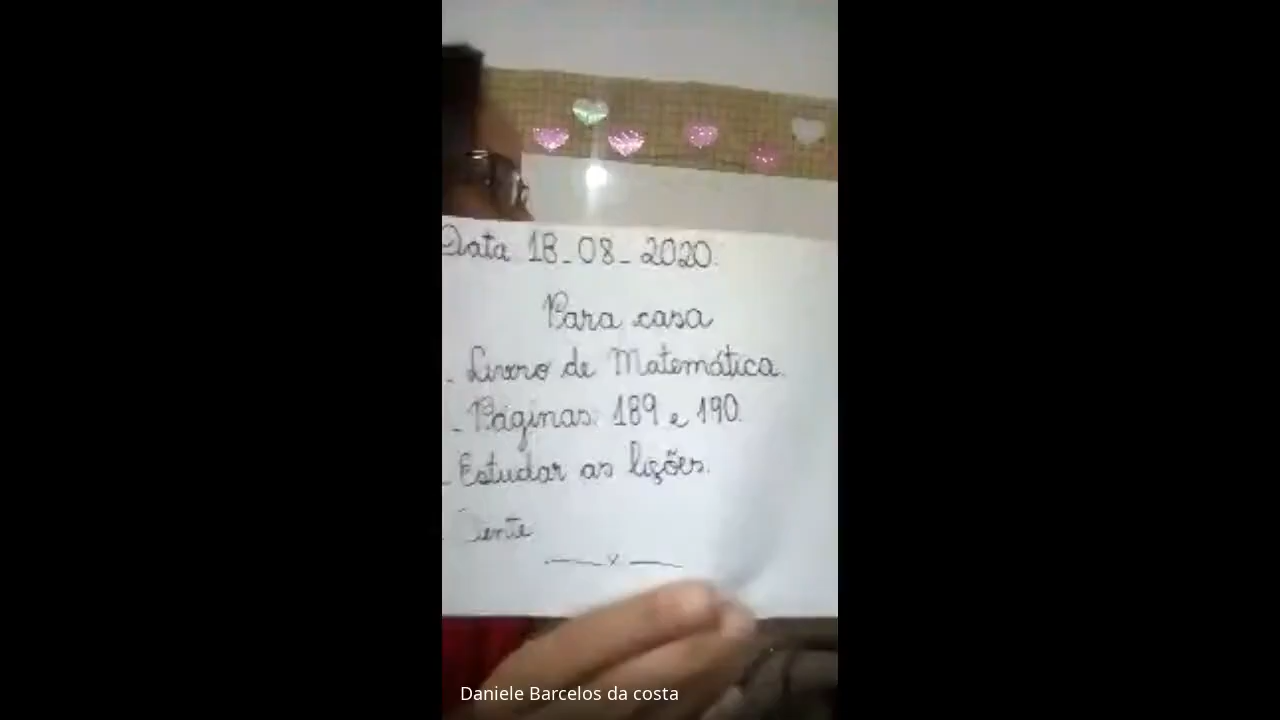 Data 18-08-2020.
Para casa
- Livro de Matemática.
- Páginas: 189 e 190.
- Estudar as lições.
x
Daniele Barcelos da costa